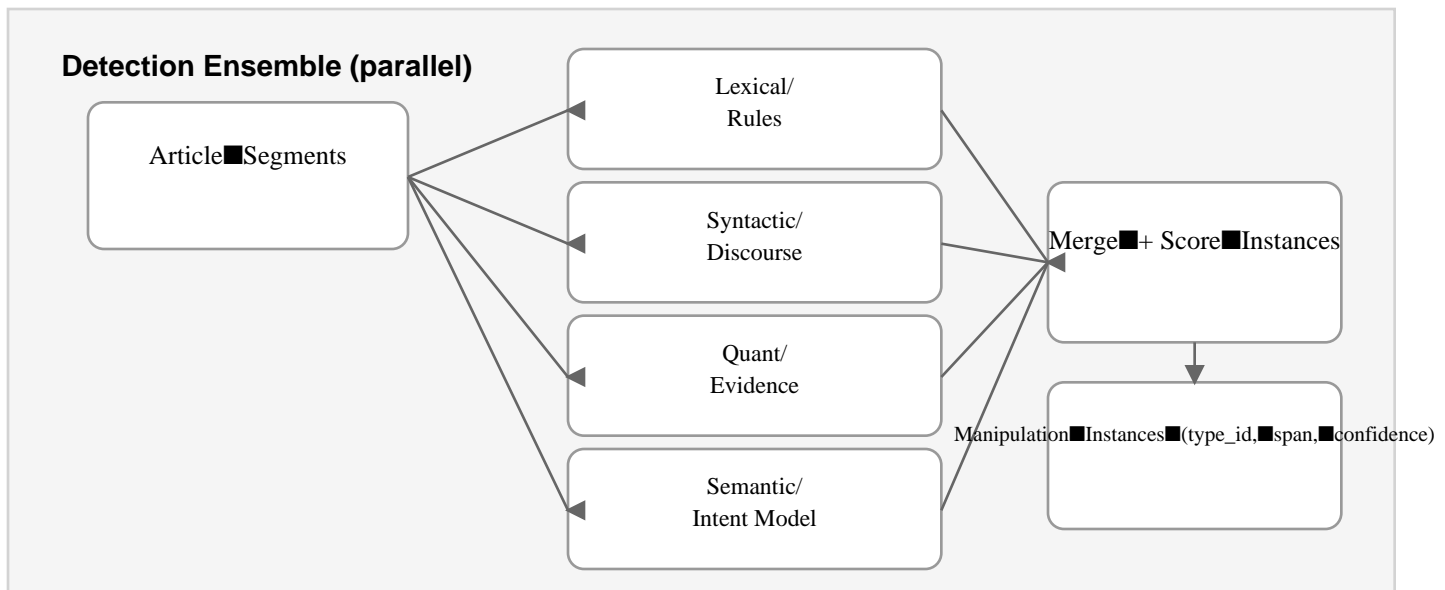 Detection Ensemble (parallel)
Article■Segments
Lexical/
Rules
Syntactic/
Discourse
Quant/
Evidence
Semantic/
Intent Model
Merge■+ Score■Instances
Manipulation■Instances■(type_id,■span,■confidence)